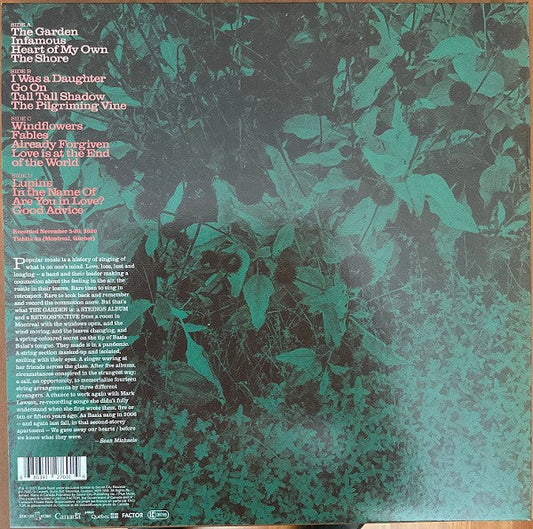 SIDE A
The Garden
Infamous
Heart of My Own
The Shore
SIDE B
I Was a Daughter
Go On
Tall Tall Shadow
The Pilgriming Vine
SIDE C
Windflowers
Fables
Already Forgiven
Love is at the End
of the World
SIDE D
Lupins
In the Name Of
Are You in Love?
Good Advice
Recorded November 5-20, 2020
(Montreal, Quebec)
Popular music is a history of singing of
what is on one's mind. Love, loss, lust and
longing — a band and their leader making a
commotion about the feeling in the air, the
rustle in their leaves. Rare then to sing in
retrospect. Rare to look back and remember
and record the commotion anew. But that's
what THE GARDEN is: a STRINGS ALBUM
and a RETROSPECTIVE from a room in
Montreal with the windows open, and the
wind moving, and the leaves changing, and
a spring-coloured secret on the tip of Basia
Bulat's tongue. They made it in a pandemic.
A string section masked-up and isolated,
smiling with their eyes. A singer waving at
her friends across the glass. After five albums,
circumstances conspired in the strangest way:
a call, an opportunity, to memorialize fourteen
string arrangements by three different
arrangers. A chance to work again with Mark
Lawson, re-recording songs she didn't fully
understand when she first wrote them, five or
ten or fifteen years ago. As Basia sang in 2006
— and again last fall, in that second-storey
apartment — We gave away our hearts / before
we know what they were.
— Sean Michaels
Canada
Québec
FACTOR